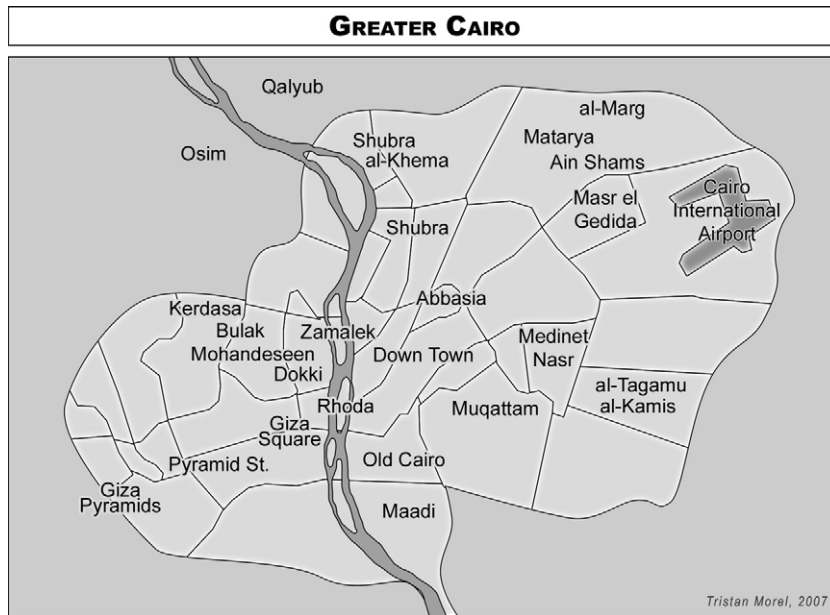 GREATER CAIRO
Qalyub
al-Marg
Osim
Shubra
al-Khema
Matarya
Ain Shams
Masr el
Gedida
Cairo
International
Airport
Shubra
Abbasia
Kerdasa
Bulak
Zamalek
Mohandeseen
Dokki
Down Town
Medinet
Nasr
al-Tagamu
al-Kamis
Rhoda
Muqattam
Giza
Square
Pyramid St.
Old Cairo
Giza
Pyramids
Maadi
Tristan Morel, 2007